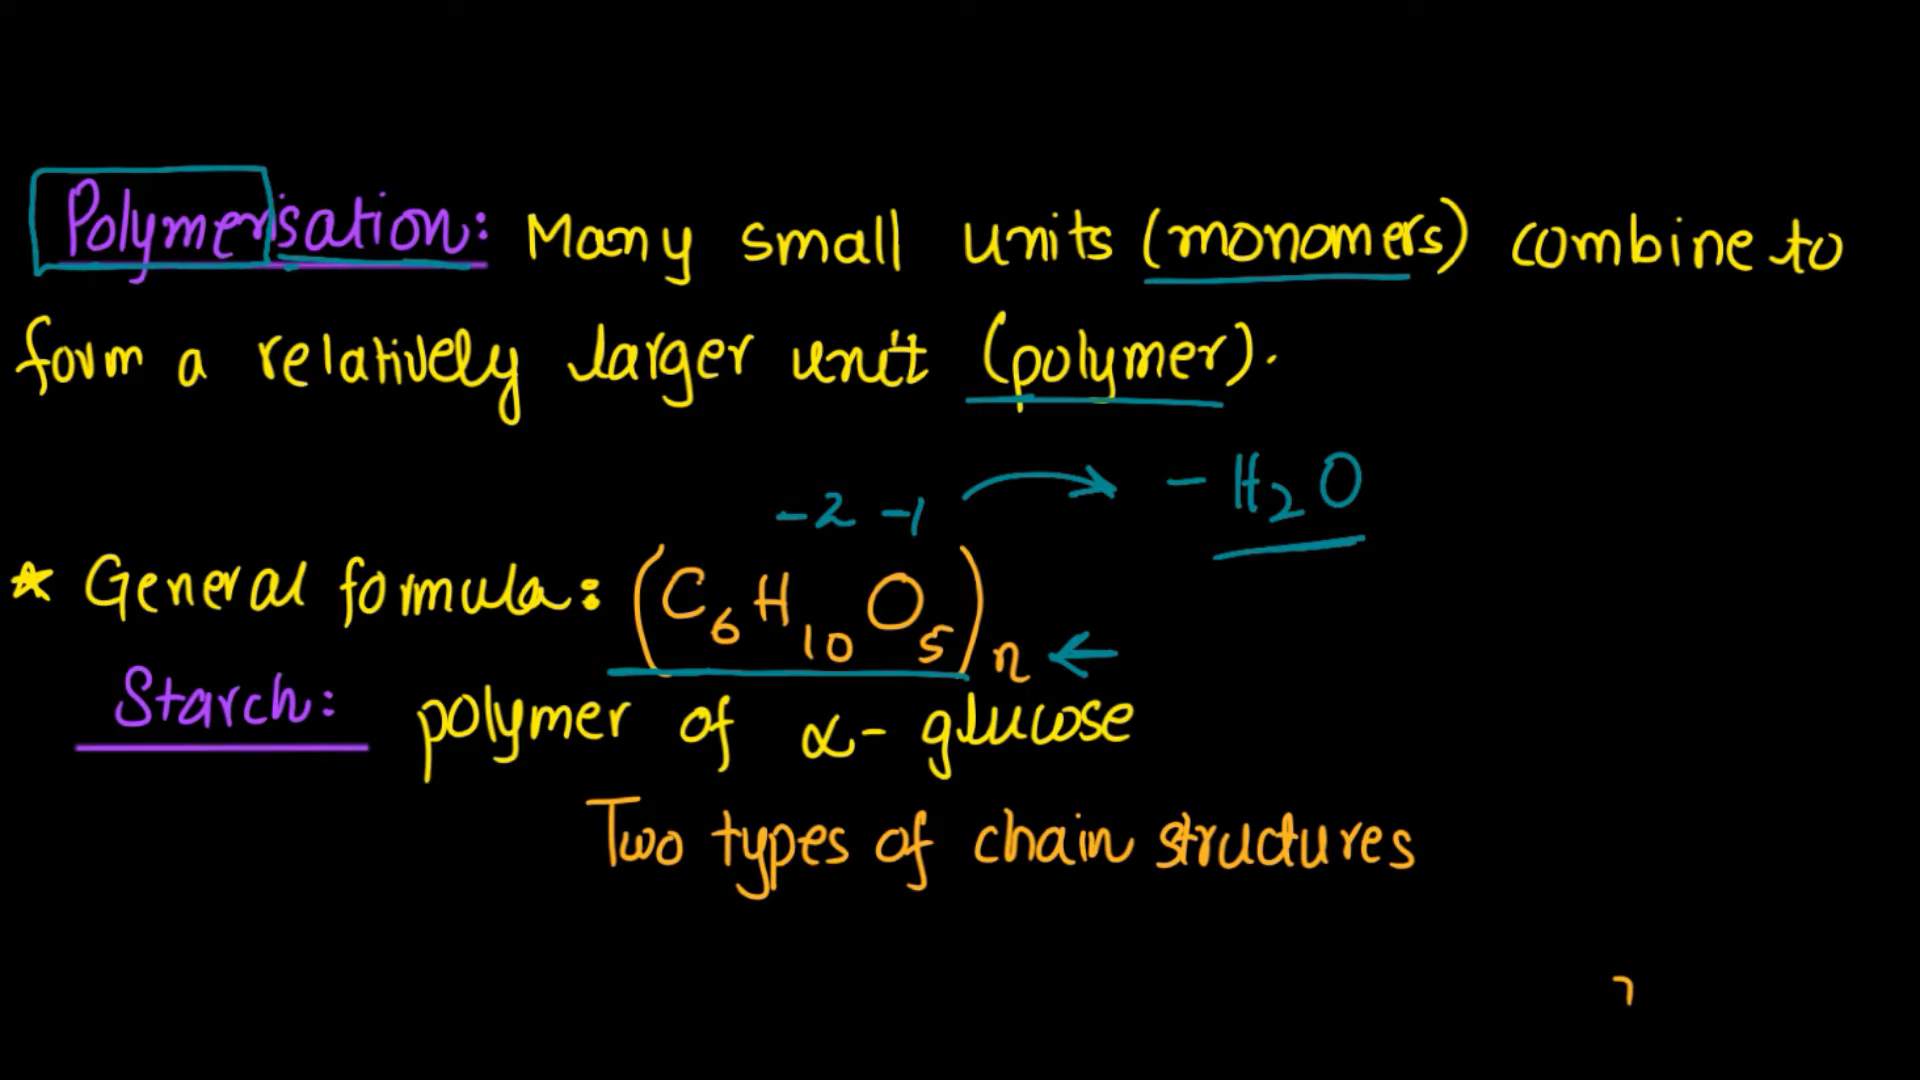 Polymerisation: Many small units (monomers) combine to
form a relatively larger unit (polymer).
-2 -1 → - H₂O
* General formula: (C₆H₁₀O₅)n ←
Starch: polymer of α- glucose
Two types of chain structures